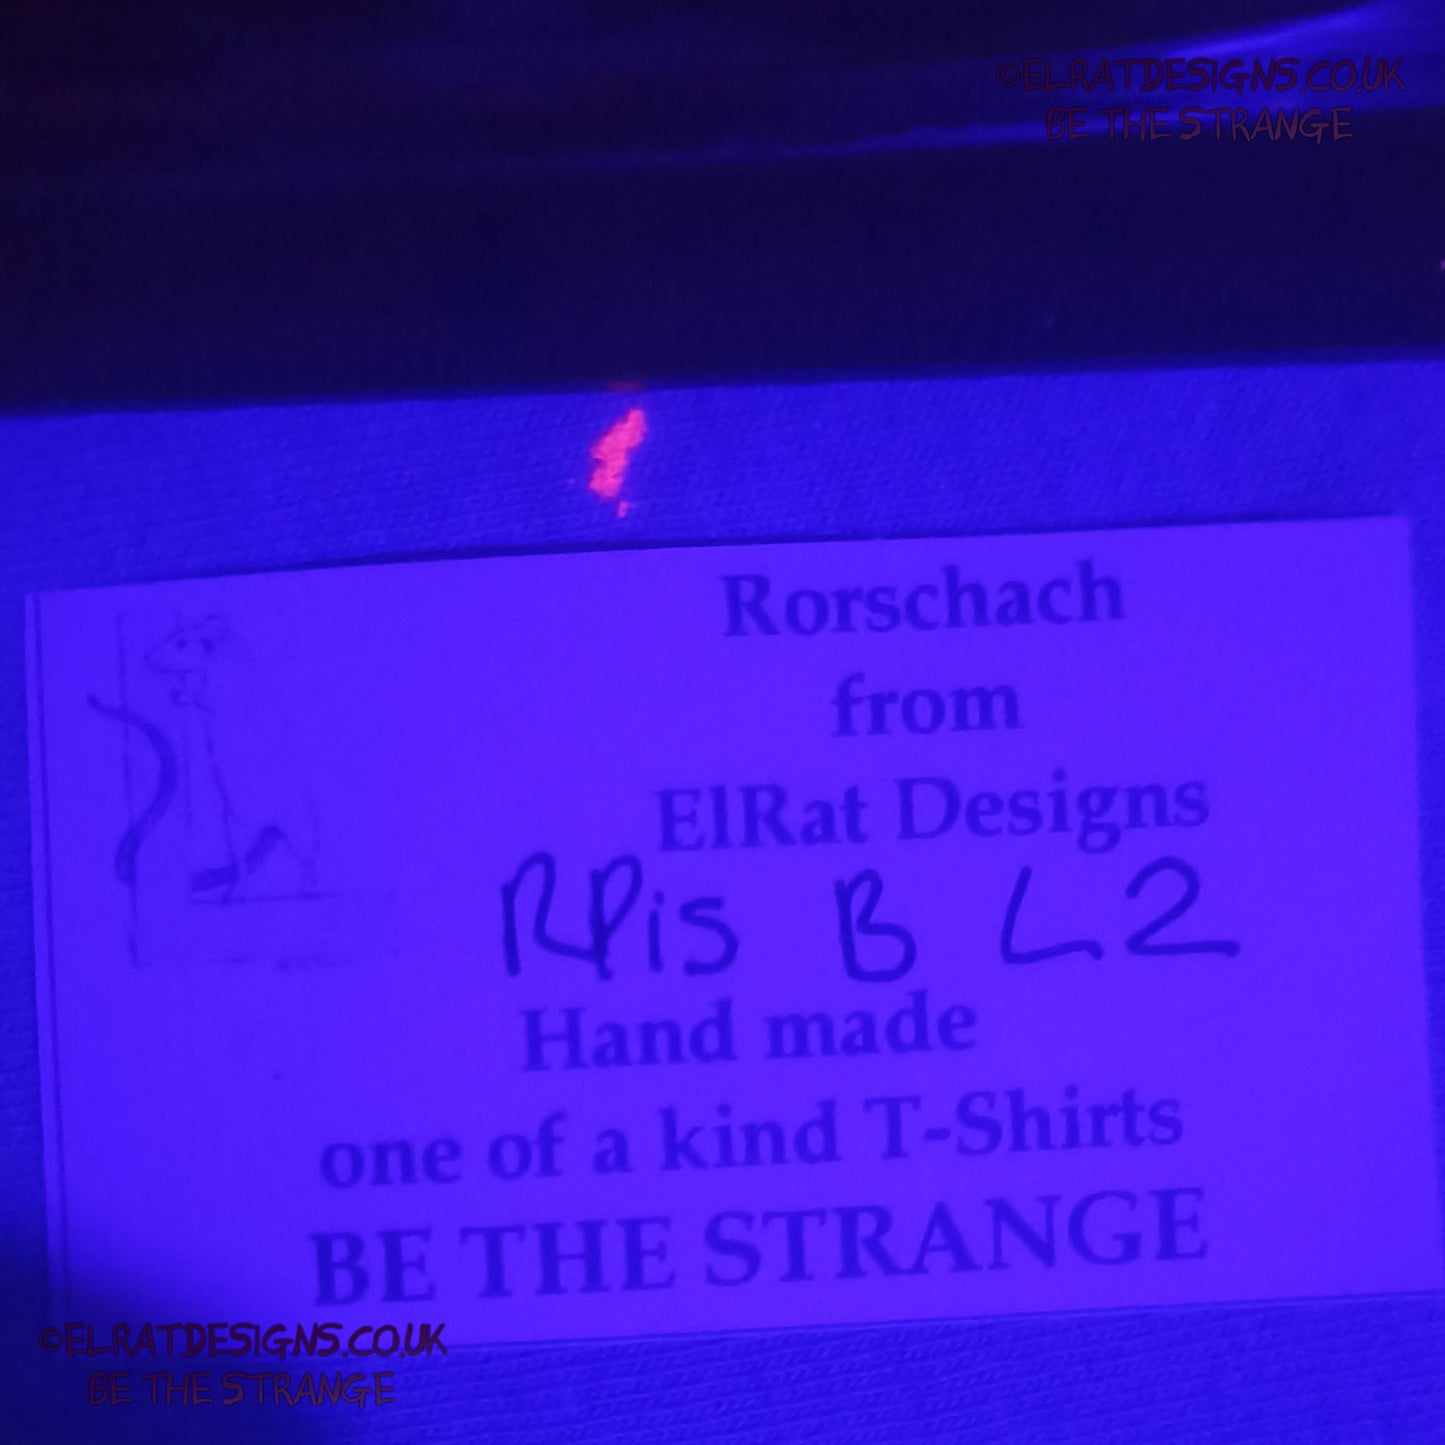 ©ELRATDESIGNS.CO.UK
BE THE STRANGE
Rorschach
from
ElRat Designs
RPis B L2
Hand made
one of a kind T-Shirts
BE THE STRANGE
©ELRATDESIGNS.CO.UK
BE THE STRANGE